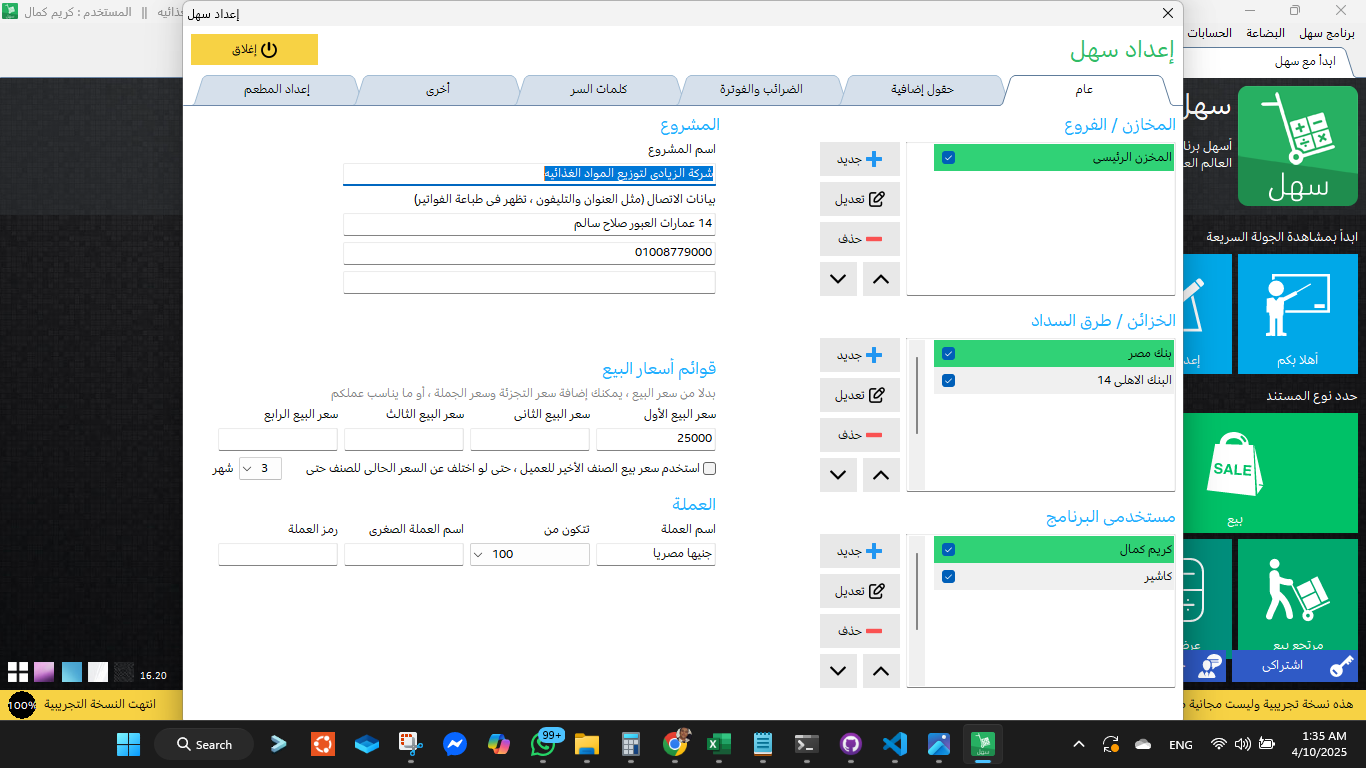 إعداد سهل
المستخدم : كريم كمال || غذائيه
برنامج سهل البضاعة الحسابات
ابدأ مع سهل
إغلاق
إعداد سهل
عام
حقول إضافية
الضرائب والفوترة
كلمات السر
أخرى
إعداد المطعم
المخازن / الفروع
المخزن الرئيسى
جديد
تعديل
حذف
الخزائن / طرق السداد
بنك مصر
البنك الاهلى 14
جديد
تعديل
حذف
مستخدمى البرنامج
كريم كمال
كاشير
جديد
تعديل
حذف
المشروع
اسم المشروع
شركة الزيادى لتوزيع المواد الغذائيه
بيانات الاتصال (مثل العنوان والتليفون ، تظهر فى طباعة الفواتير)
14 عمارات العبور صلاح سالم
01008779000
قوائم أسعار البيع
بدلا من سعر البيع ، يمكنك إضافة سعر التجزئة وسعر الجملة ، أو ما يناسب عملكم
سعر البيع الأول
سعر البيع الثانى
سعر البيع الثالث
سعر البيع الرابع
25000
استخدم سعر بيع الصنف الأخير للعميل ، حتى لو اختلف عن السعر الحالى للصنف حتى 3 شهر
العملة
اسم العملة
تتكون من
اسم العملة الصغرى
رمز العملة
جنيها مصريا
100
سهل
سهل
أسهل
العالم
ابدأ بمشاهدة الجولة السريعة
أهلا بكم
حدد نوع المستند
SALE
بيع
مرتجع بيع
اشتراكى
16.20
هذه نسخة تجريبية وليست مجانية
انتهت النسخة التجريبية
100%
Search
99+
ENG
1:35 AM
4/10/2025